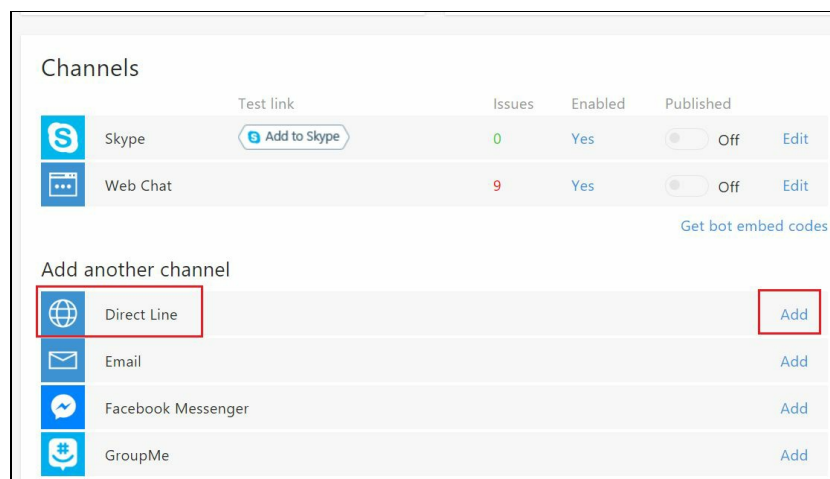 Channels
Test link Issues Enabled Published
Skype Add to Skype 0 Yes Off Edit
Web Chat 9 Yes Off Edit
Get bot embed codes
Add another channel
Direct Line Add
Email Add
Facebook Messenger Add
GroupMe Add